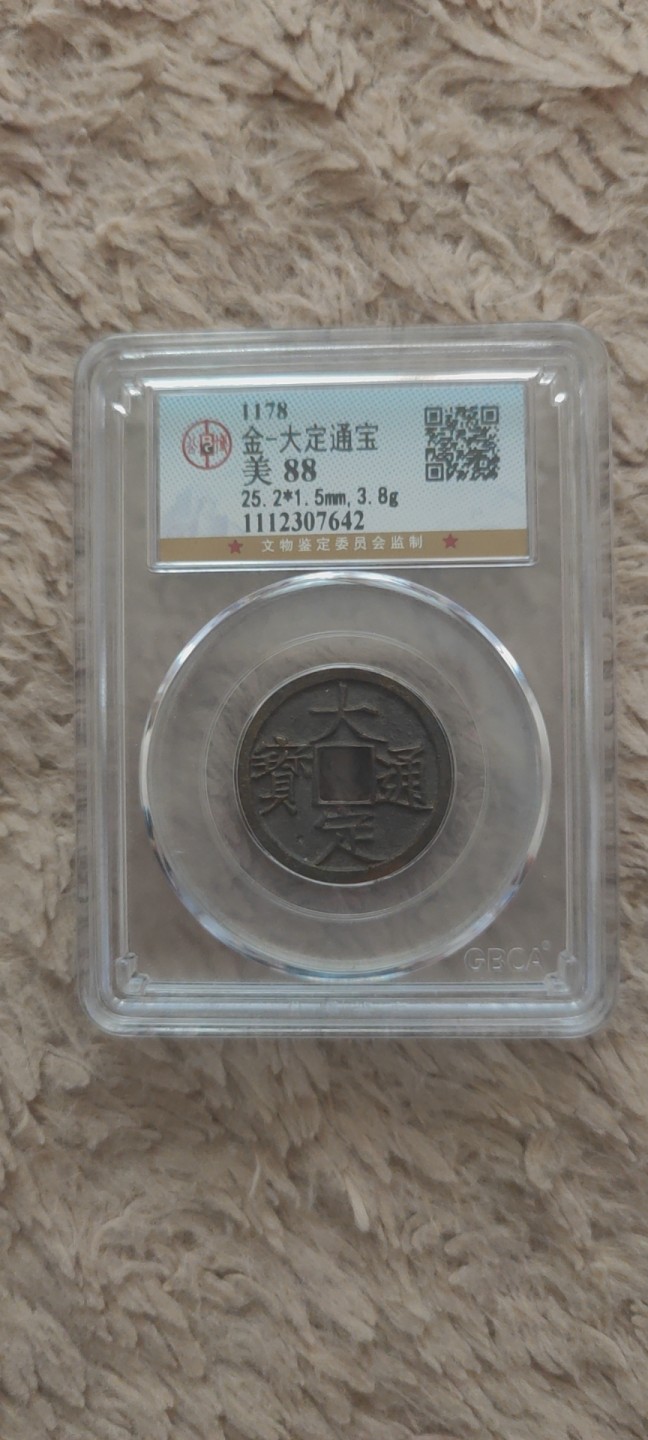 1178
金-大定通宝
美 88
25.2*1.5mm,3.8g
1112307642
★ 文物鉴定委员会监制 ★
大
寶 通
定
GBCA®